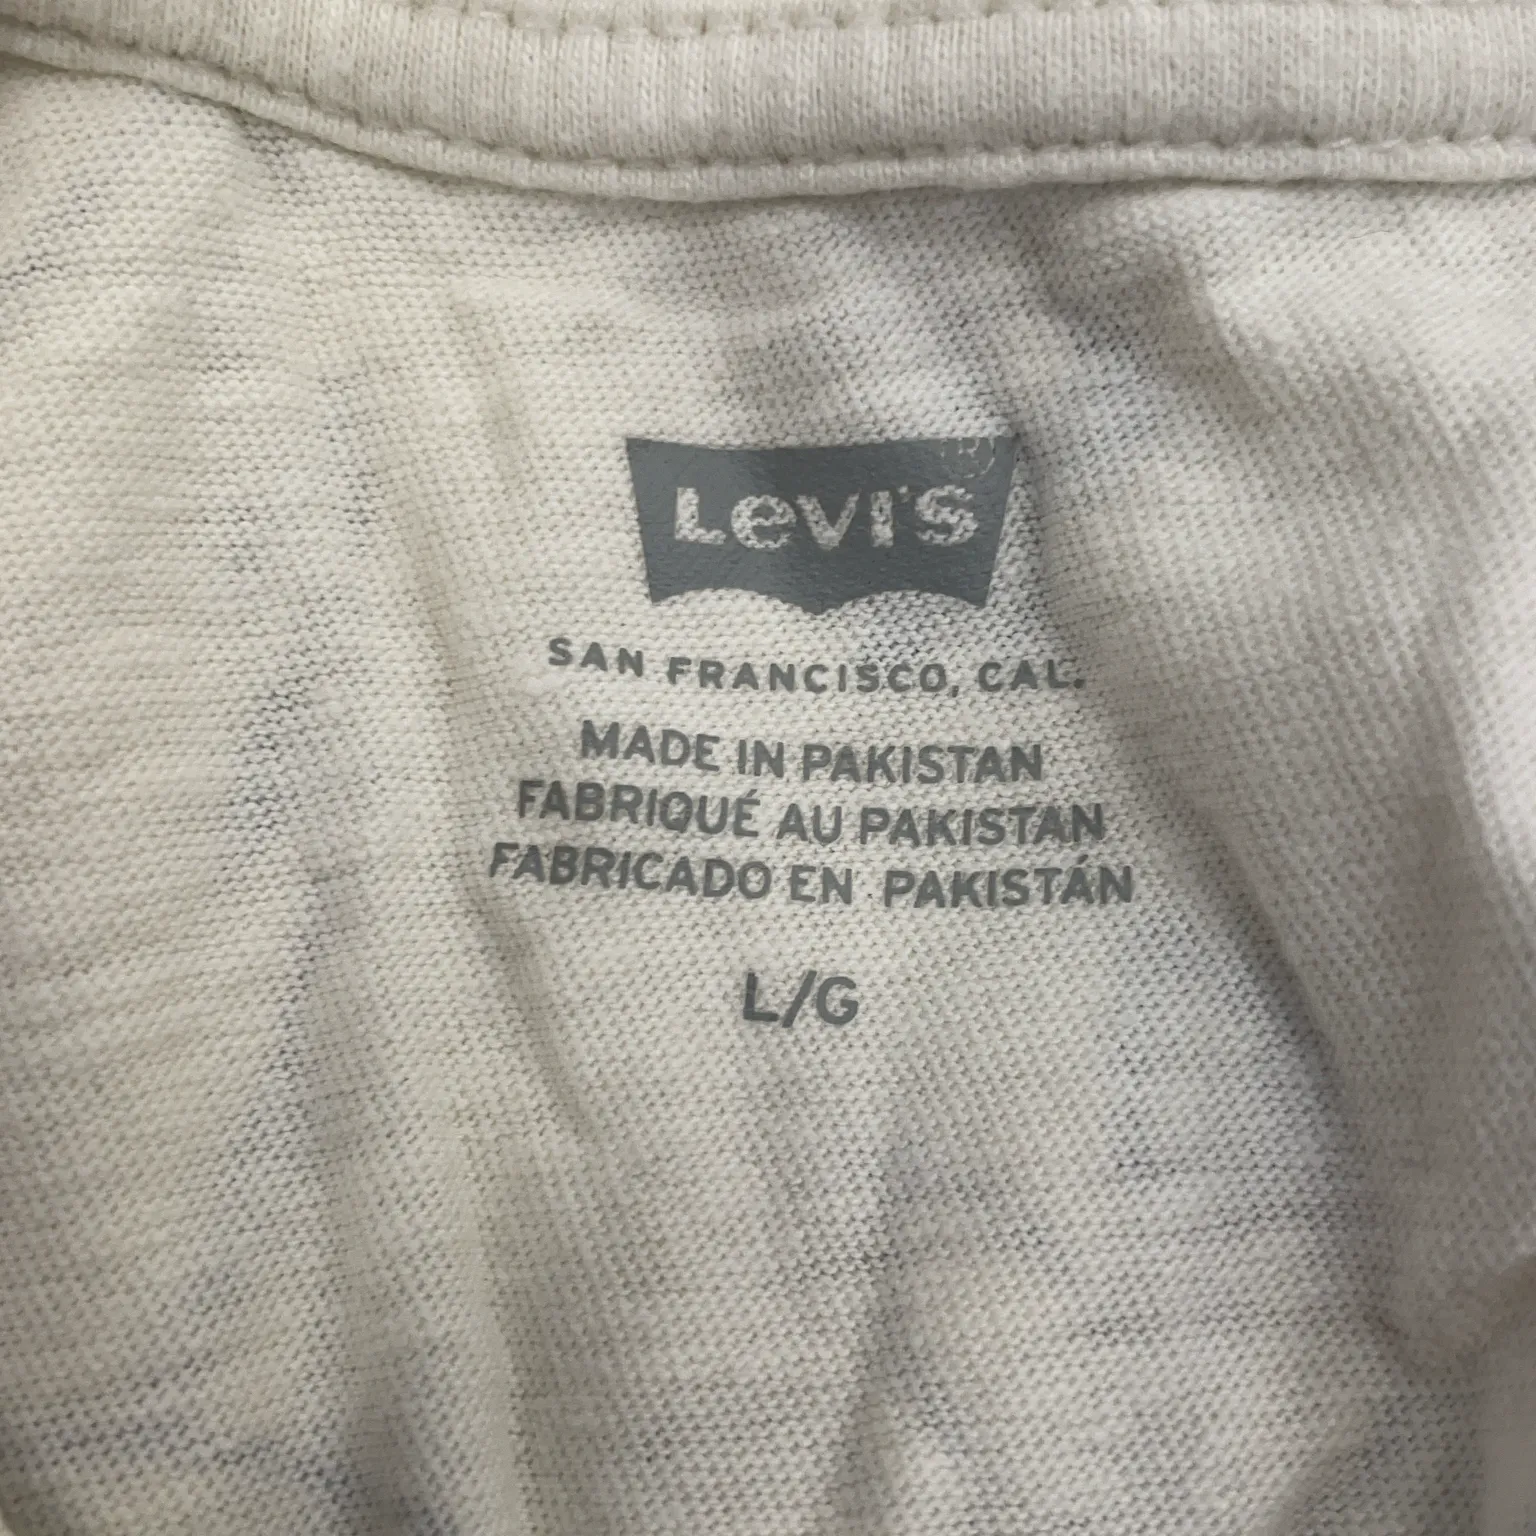 Levi's
SAN FRANCISCO, CAL.
MADE IN PAKISTAN
FABRIQUÉ AU PAKISTAN
FABRICADO EN PAKISTÁN
L/G